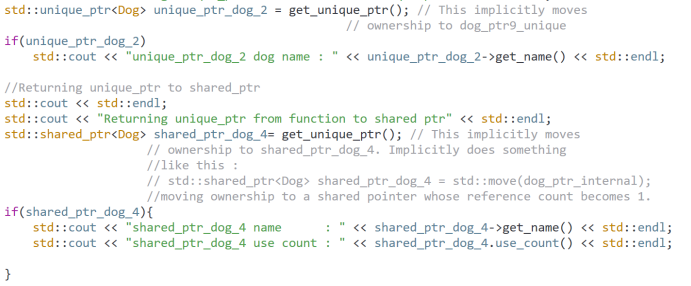 std::unique_ptr<Dog> unique_ptr_dog_2 = get_unique_ptr(); // This implicitly moves
// ownership to dog_ptr9_unique
if(unique_ptr_dog_2)
std::cout << "unique_ptr_dog_2 dog name : " << unique_ptr_dog_2->get_name() << std::endl;
//Returning unique_ptr to shared_ptr
std::cout << std::endl;
std::cout << "Returning unique_ptr from function to shared ptr" << std::endl;
std::shared_ptr<Dog> shared_ptr_dog_4= get_unique_ptr(); // This implicitly moves
// ownership to shared_ptr_dog_4. Implicitly does something
//like this :
// std::shared_ptr<Dog> shared_ptr_dog_4 = std::move(dog_ptr_internal);
//moving ownership to a shared pointer whose reference count becomes 1.
if(shared_ptr_dog_4){
std::cout << "shared_ptr_dog_4 name      : " << shared_ptr_dog_4->get_name() << std::endl;
std::cout << "shared_ptr_dog_4 use count : " << shared_ptr_dog_4.use_count() << std::endl;
}